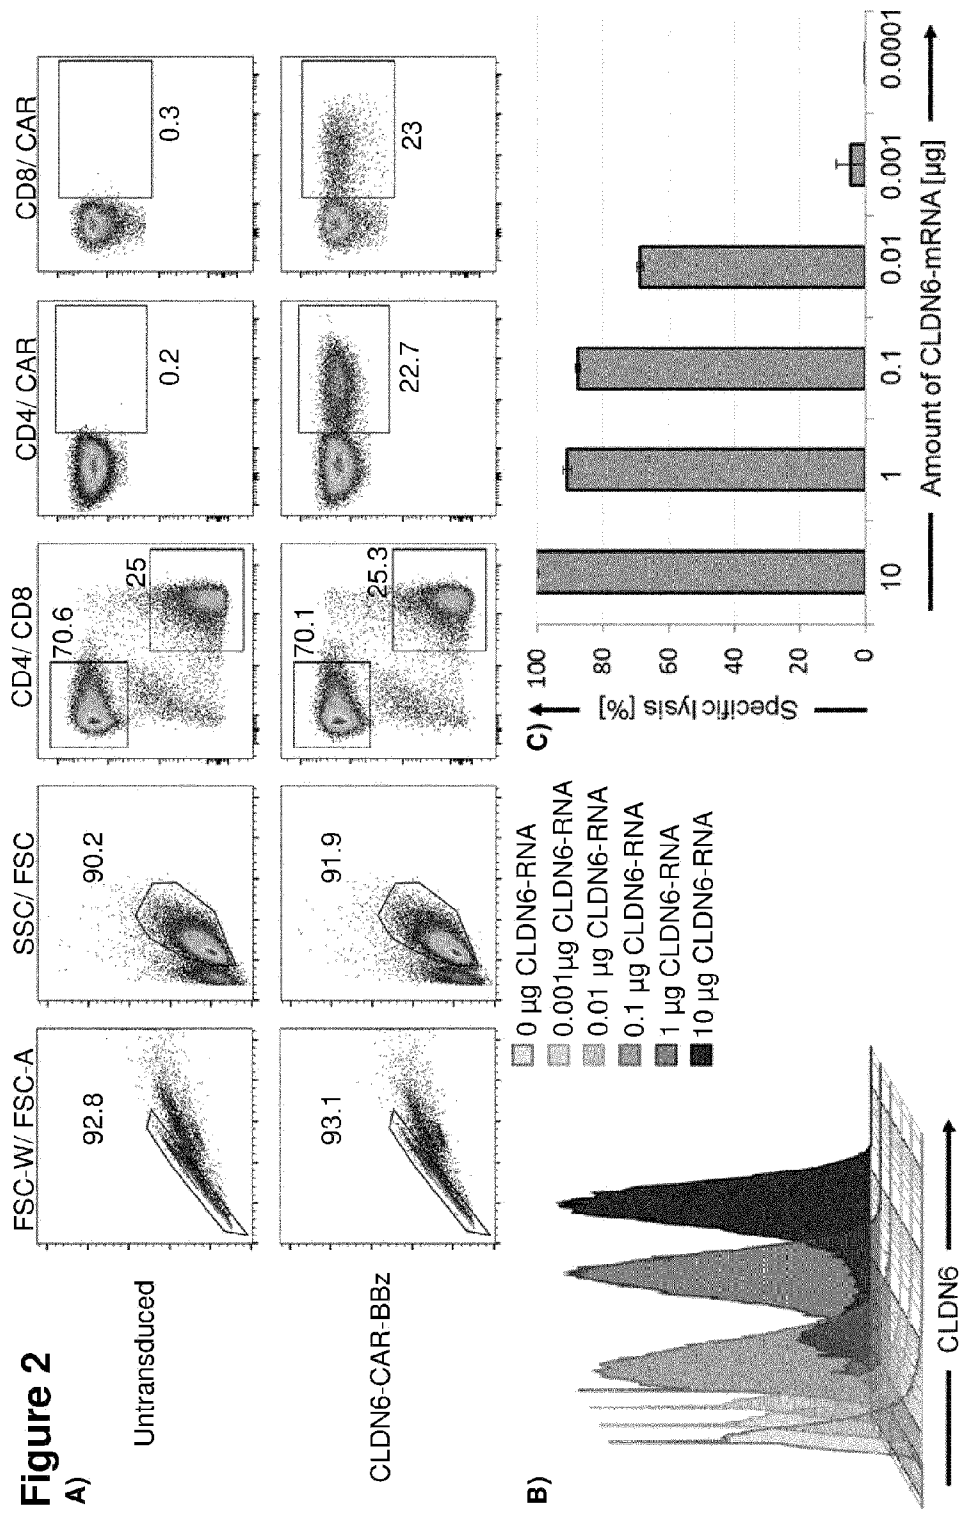 Figure 2
A)
FSC-W/ FSC-A
SSC/ FSC
CD4/ CD8
CD4/ CAR
CD8/ CAR
Untransduced
92.8
90.2
70.6
25
0.2
0.3
CLDN6-CAR-BBz
93.1
91.9
70.1
25.3
22.7
23
B)
0 µg CLDN6-RNA
0.001µg CLDN6-RNA
0.01 µg CLDN6-RNA
0.1 µg CLDN6-RNA
1 µg CLDN6-RNA
10 µg CLDN6-RNA
CLDN6
C)
Specific lysis [%]
100
80
60
40
20
0
10
1
0.1
0.01
0.001
0.0001
Amount of CLDN6-mRNA [µg]